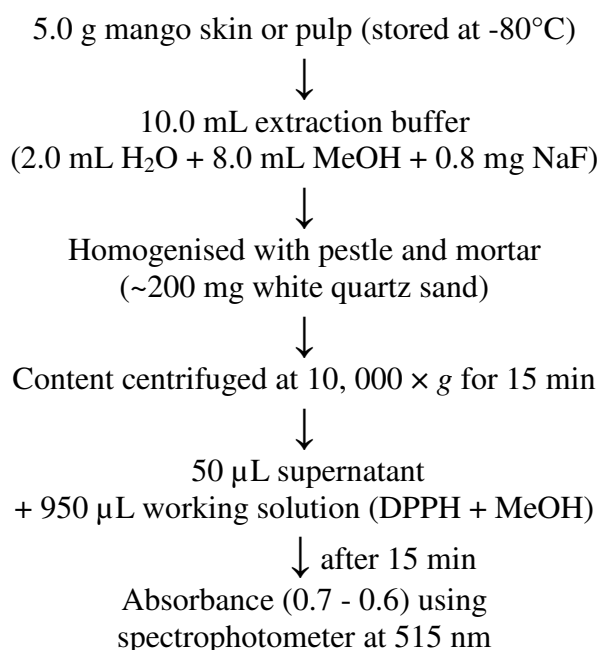 5.0 g mango skin or pulp (stored at -80°C)
↓
10.0 mL extraction buffer
(2.0 mL H₂O + 8.0 mL MeOH + 0.8 mg NaF)
↓
Homogenised with pestle and mortar
(~200 mg white quartz sand)
↓
Content centrifuged at 10, 000 × g for 15 min
↓
50 µL supernatant
+ 950 µL working solution (DPPH + MeOH)
↓ after 15 min
Absorbance (0.7 - 0.6) using
spectrophotometer at 515 nm